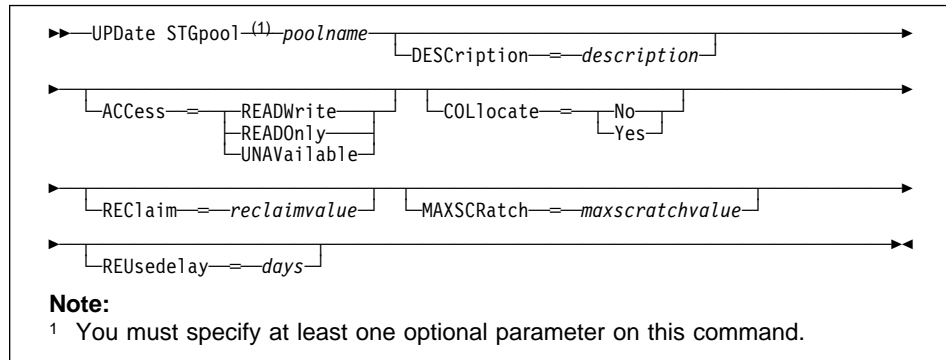 UPDate STGpool (1) poolname
DESCription = description
ACCess = READWrite COLlocate = No
READOnly Yes
UNAVailable
REClaim = reclaimvalue MAXSCRatch = maxscratchvalue
REUsedelay = days
Note:
1 You must specify at least one optional parameter on this command.